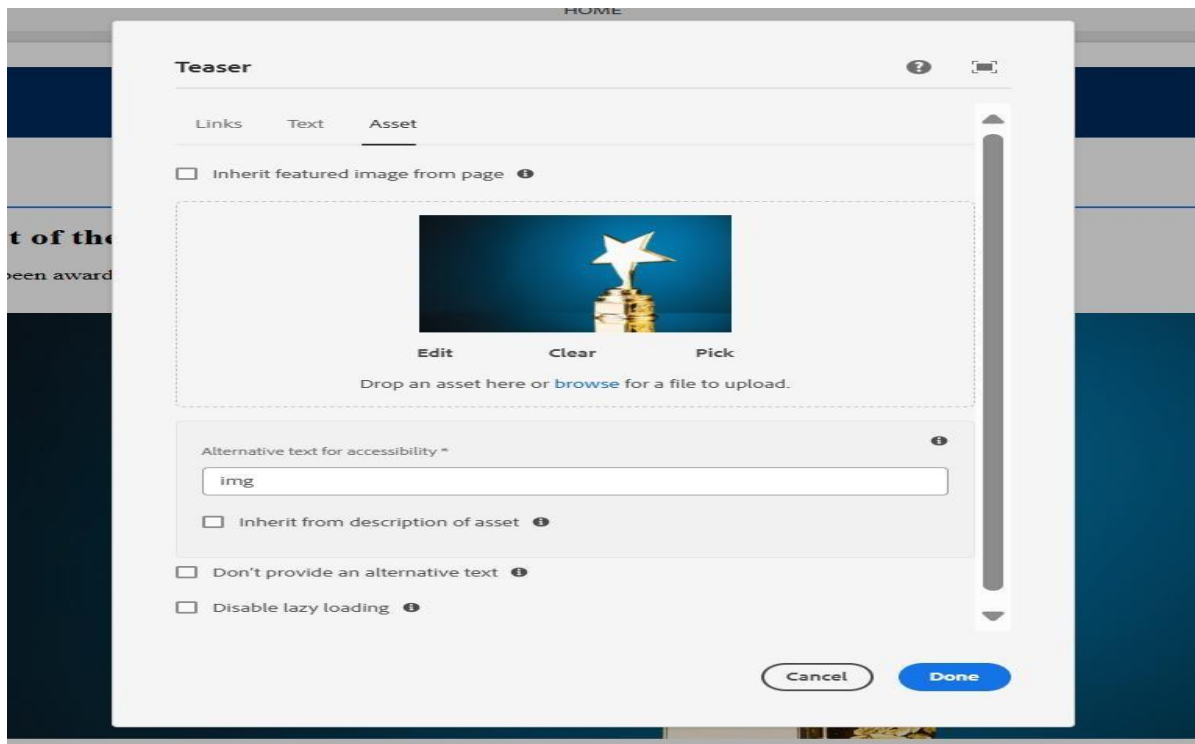 HOME
Teaser
Links Text Asset
Inherit featured image from page
t of the
been award
Edit Clear Pick
Drop an asset here or browse for a file to upload.
Alternative text for accessibility *
img
Inherit from description of asset
Don't provide an alternative text
Disable lazy loading
Cancel Done